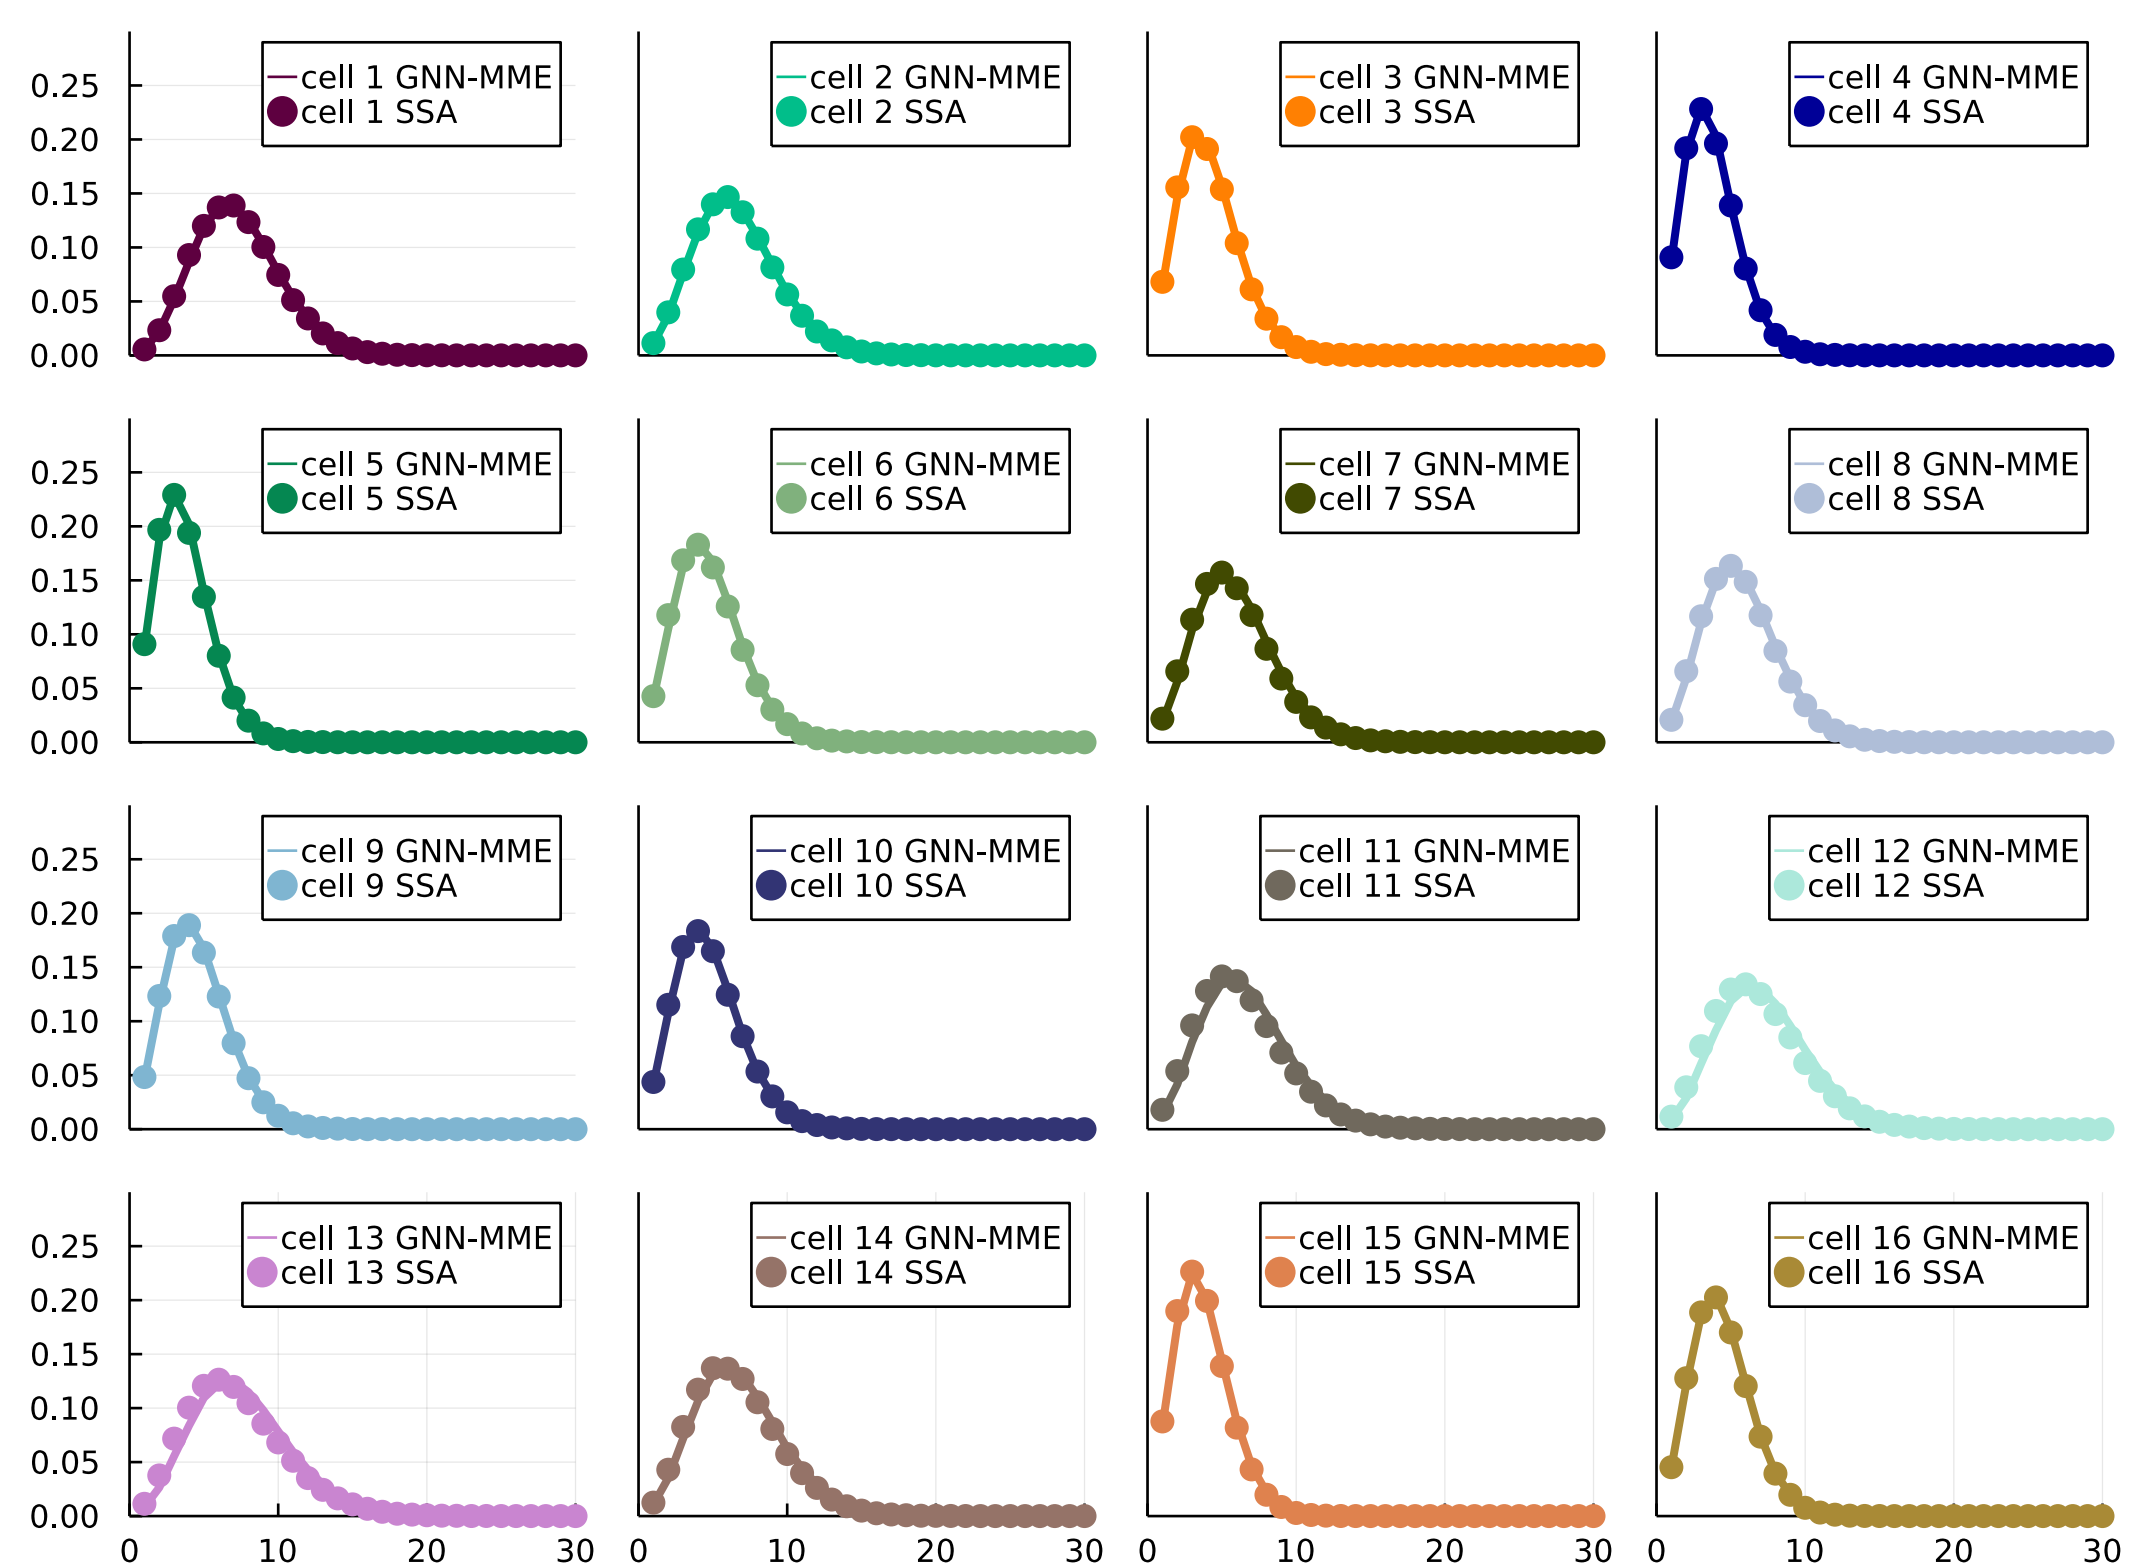 cell 1 GNN-MME
cell 1 SSA
cell 2 GNN-MME
cell 2 SSA
cell 3 GNN-MME
cell 3 SSA
cell 4 GNN-MME
cell 4 SSA
0.25
0.20
0.15
0.10
0.05
0.00
cell 5 GNN-MME
cell 5 SSA
cell 6 GNN-MME
cell 6 SSA
cell 7 GNN-MME
cell 7 SSA
cell 8 GNN-MME
cell 8 SSA
0.25
0.20
0.15
0.10
0.05
0.00
cell 9 GNN-MME
cell 9 SSA
cell 10 GNN-MME
cell 10 SSA
cell 11 GNN-MME
cell 11 SSA
cell 12 GNN-MME
cell 12 SSA
0.25
0.20
0.15
0.10
0.05
0.00
cell 13 GNN-MME
cell 13 SSA
cell 14 GNN-MME
cell 14 SSA
cell 15 GNN-MME
cell 15 SSA
cell 16 GNN-MME
cell 16 SSA
0.25
0.20
0.15
0.10
0.05
0.00
0 10 20 30
0 10 20 30
0 10 20 30
0 10 20 30